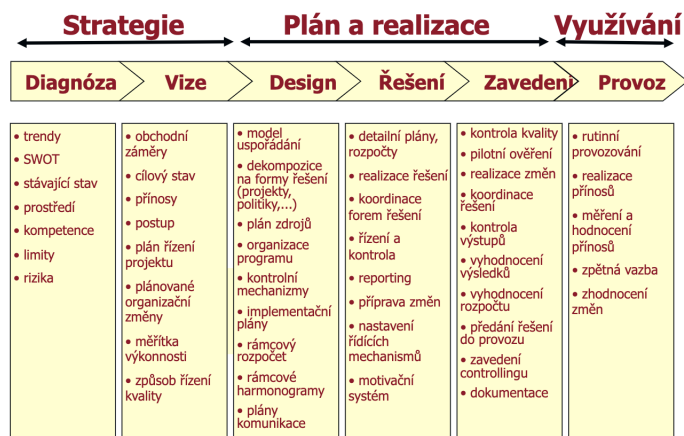 Strategie
Plán a realizace
Využívání
Diagnóza
Vize
Design
Řešení
Zavedeni
Provoz
• trendy
• SWOT
• stávající stav
• prostředí
• kompetence
• limity
• rizika
• obchodní
záměry
• cílový stav
• přínosy
• postup
• plán řízení
projektu
• plánované
organizační
změny
• měřítka
výkonnosti
• způsob řízení
kvality
• model
uspořádání
• dekompozice
na formy řešení
(projekty,
politiky,...)
• plán zdrojů
• organizace
programu
• kontrolní
mechanizmy
• implementační
plány
• rámcový
rozpočet
• rámcové
harmonogramy
• plány
komunikace
• detailní plány,
rozpočty
• realizace řešení
• koordinace
forem řešení
• řízení a
kontrola
• reporting
• příprava změn
• nastavení
řídících
mechanismů
• motivační
systém
• kontrola kvality
• pilotní ověření
• realizace změn
• koordinace
řešení
• kontrola
výstupů
• vyhodnocení
výsledků
• vyhodnocení
rozpočtu
• předání řešení
do provozu
• zavedení
controllingu
• dokumentace
• rutinní
provozování
• realizace
přínosů
• měření a
hodnocení
přínosů
• zpětná vazba
• zhodnocení
změn